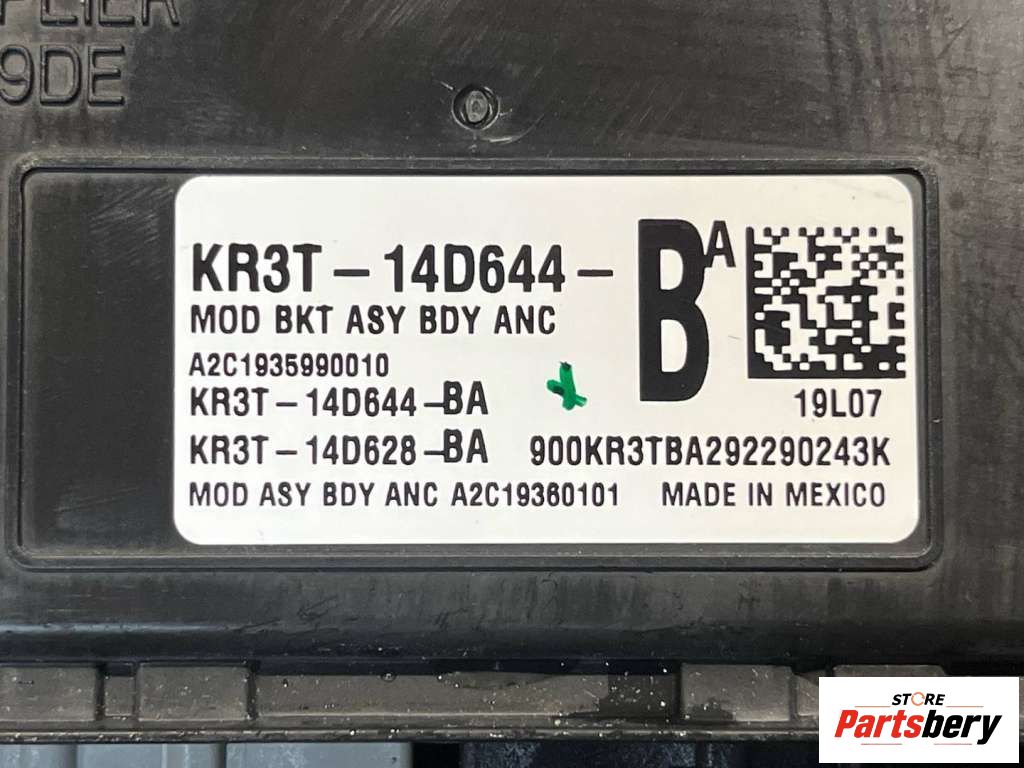 9DE
KR3T-14D644-BA
MOD BKT ASY BDY ANC
A2C1935990010
KR3T-14D644-BA
19L07
KR3T-14D628-BA 900KR3TBA292290243K
MOD ASY BDY ANC A2C19360101 MADE IN MEXICO
STORE
Partsbery